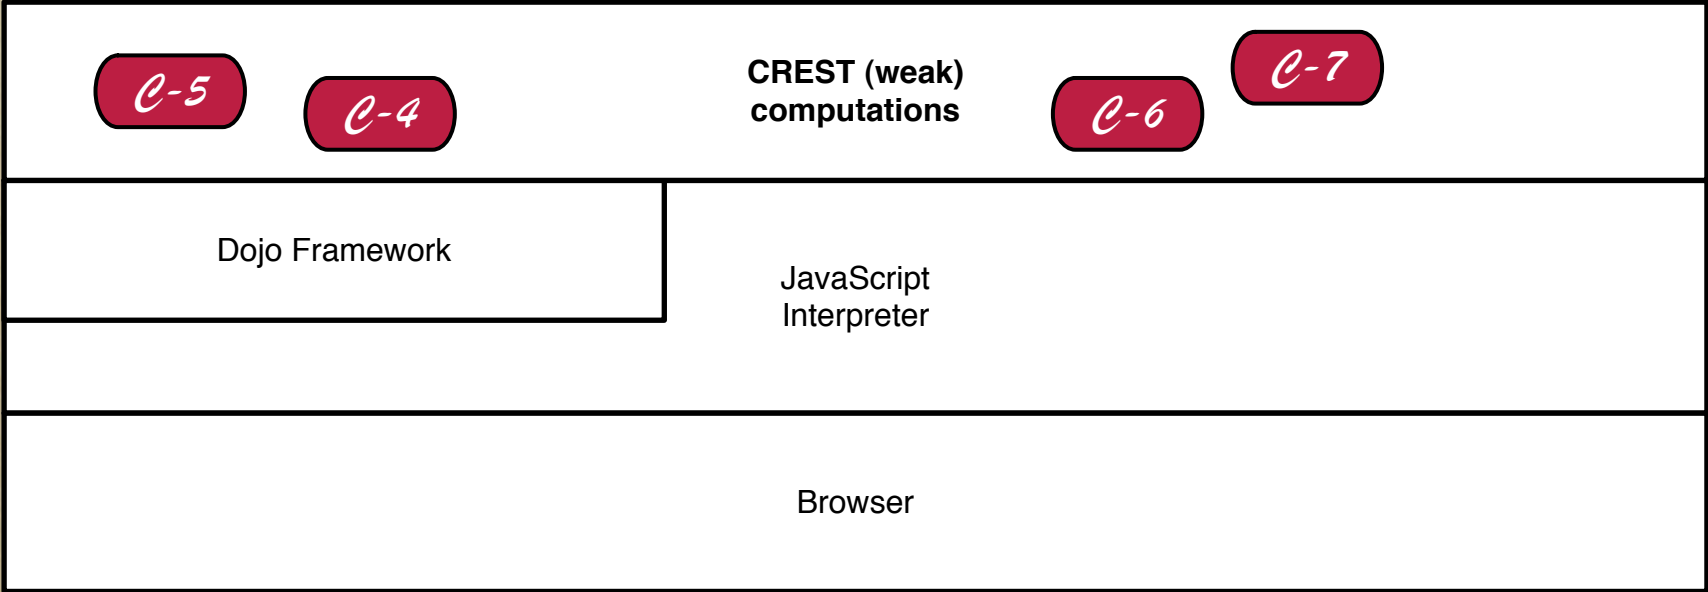 C-5
C-4
CREST (weak)
computations
C-6
C-7
Dojo Framework
JavaScript
Interpreter
Browser